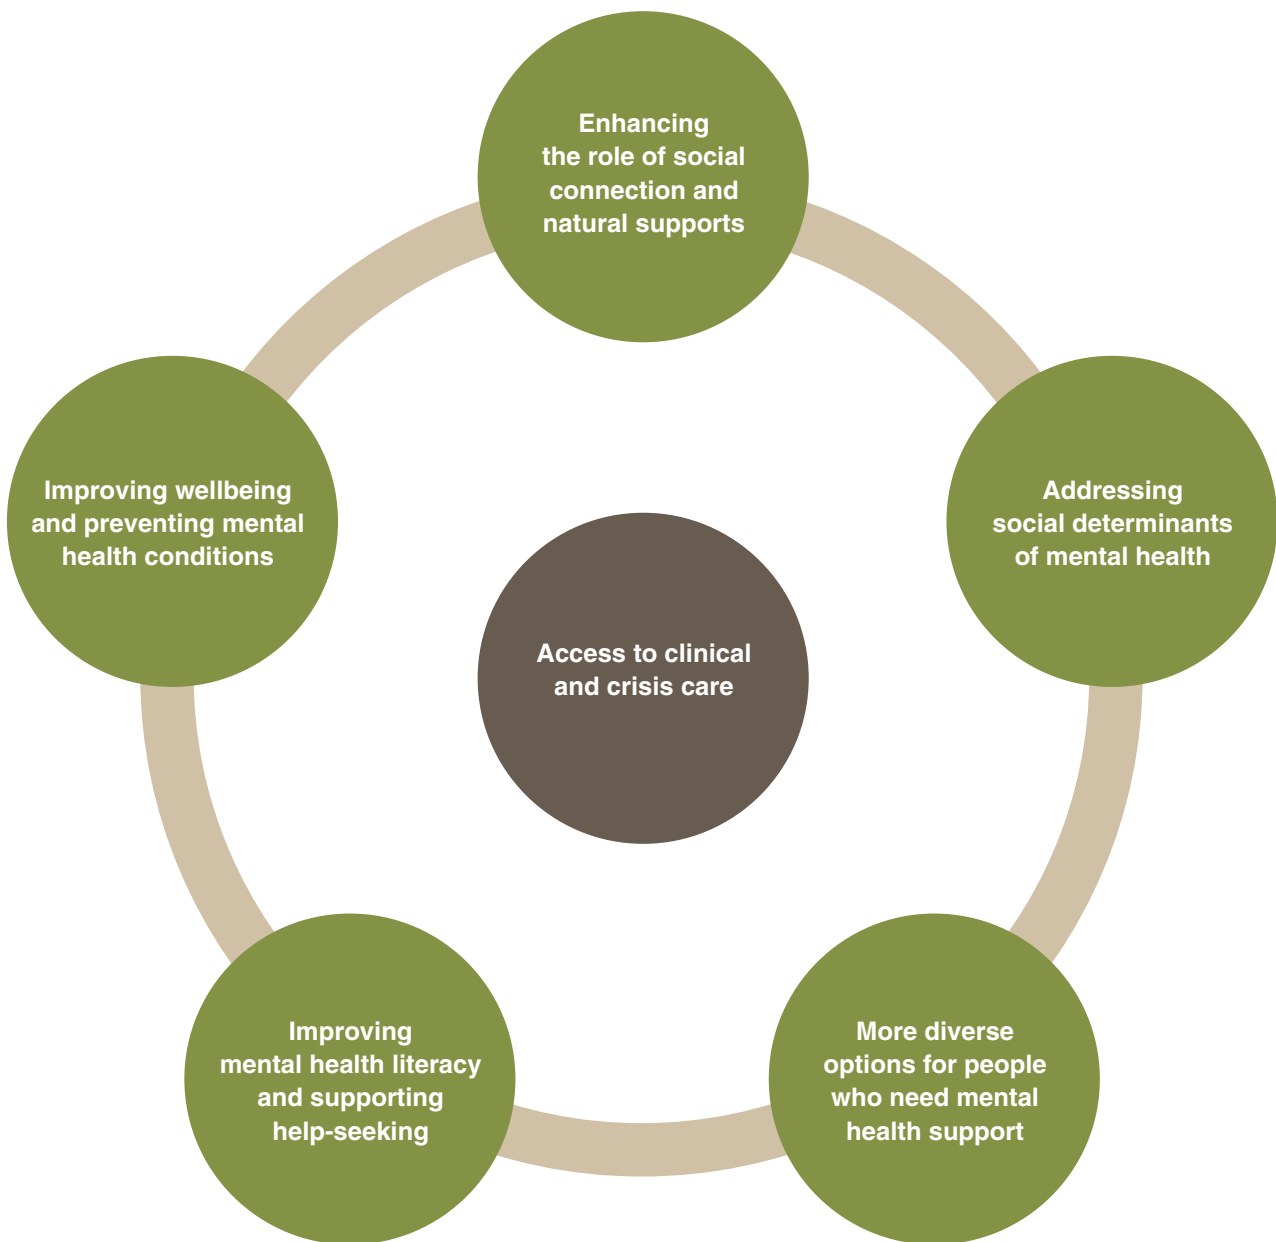 Enhancing
the role of social
connection and
natural supports
Improving wellbeing
and preventing mental
health conditions
Addressing
social determinants
of mental health
Access to clinical
and crisis care
Improving
mental health literacy
and supporting
help-seeking
More diverse
options for people
who need mental
health support